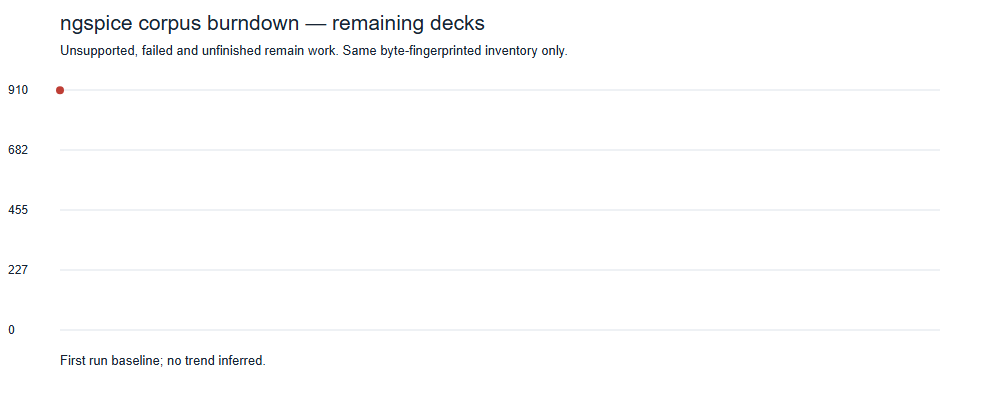 ngspice corpus burndown — remaining decks
Unsupported, failed and unfinished remain work. Same byte-fingerprinted inventory only.
910
682
455
227
0
First run baseline; no trend inferred.